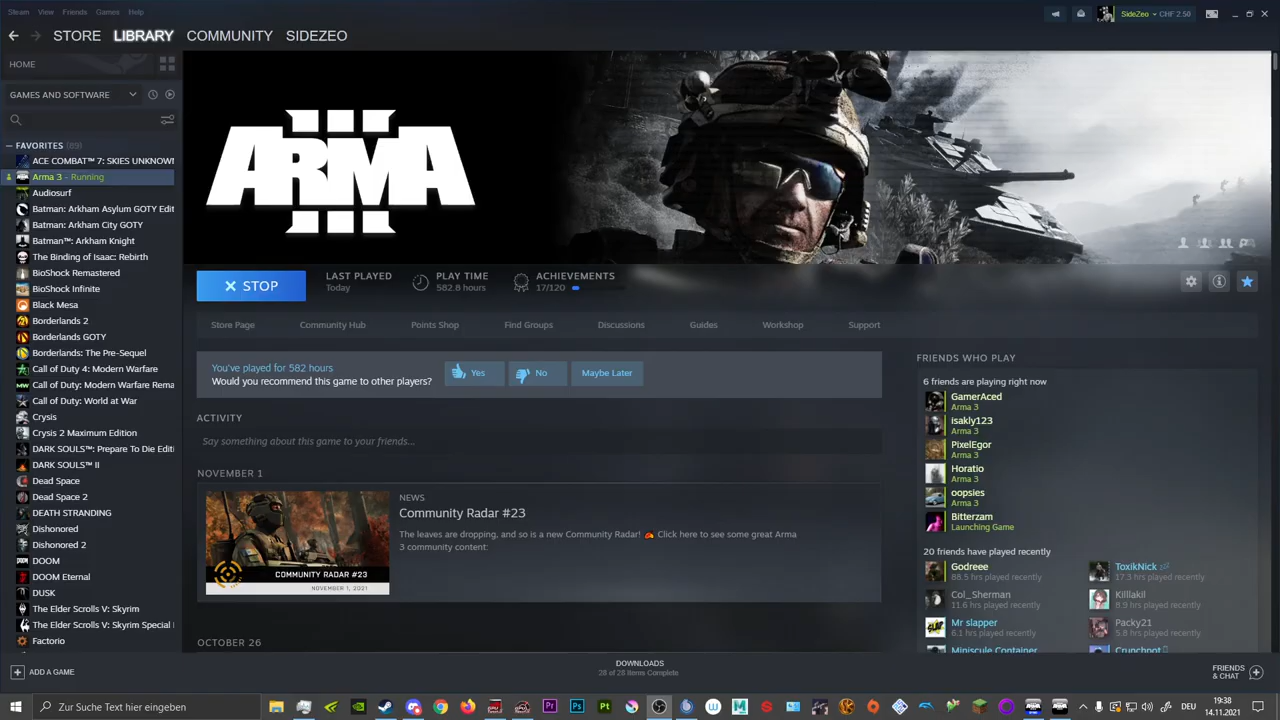 Steam View Friends Games Help
SideZeo CHF 2.50
STORE LIBRARY COMMUNITY SIDEZEO
HOME
GAMES AND SOFTWARE
FAVORITES (89)
ACE COMBAT™ 7: SKIES UNKNOWN
Arma 3 - Running
Audiosurf
Batman: Arkham Asylum GOTY Edit
Batman: Arkham City GOTY
Batman™: Arkham Knight
The Binding of Isaac: Rebirth
BioShock Remastered
BioShock Infinite
Black Mesa
Borderlands 2
Borderlands GOTY
Borderlands: The Pre-Sequel
Call of Duty 4: Modern Warfare
Call of Duty: Modern Warfare Rema
Call of Duty: World at War
Crysis
Crysis 2 Maximum Edition
DARK SOULS™: Prepare To Die Editi
DARK SOULS™ II
Dead Space
Dead Space 2
DEATH STRANDING
Dishonored
Dishonored 2
DOOM
DOOM Eternal
DUSK
The Elder Scrolls V: Skyrim
The Elder Scrolls V: Skyrim Special
Factorio
ADD A GAME
ARMA III
STOP
LAST PLAYED
Today
PLAY TIME
582.8 hours
ACHIEVEMENTS
17/120
Store Page Community Hub Points Shop Find Groups Discussions Guides Workshop Support
You've played for 582 hours
Would you recommend this game to other players?
Yes No Maybe Later
ACTIVITY
Say something about this game to your friends...
NOVEMBER 1
COMMUNITY RADAR #23
NOVEMBER 1, 2021
NEWS
Community Radar #23
The leaves are dropping, and so is a new Community Radar! Click here to see some great Arma
3 community content:
OCTOBER 26
FRIENDS WHO PLAY
6 friends are playing right now
GamerAced
Arma 3
isakly123
Arma 3
PixelEgor
Arma 3
Horatio
Arma 3
oopsies
Arma 3
Bitterzam
Launching Game
20 friends have played recently
Godreee
88.5 hrs played recently
ToxikNick
17.3 hrs played recently
Col_Sherman
11.6 hrs played recently
Killlakil
8.9 hrs played recently
Mr slapper
6.1 hrs played recently
Packy21
5.8 hrs played recently
Miniscule Container
Crunchpot
DOWNLOADS
28 of 28 Items Complete
FRIENDS
& CHAT
Zur Suche Text hier eingeben
DEU
19:38
14.11.2021